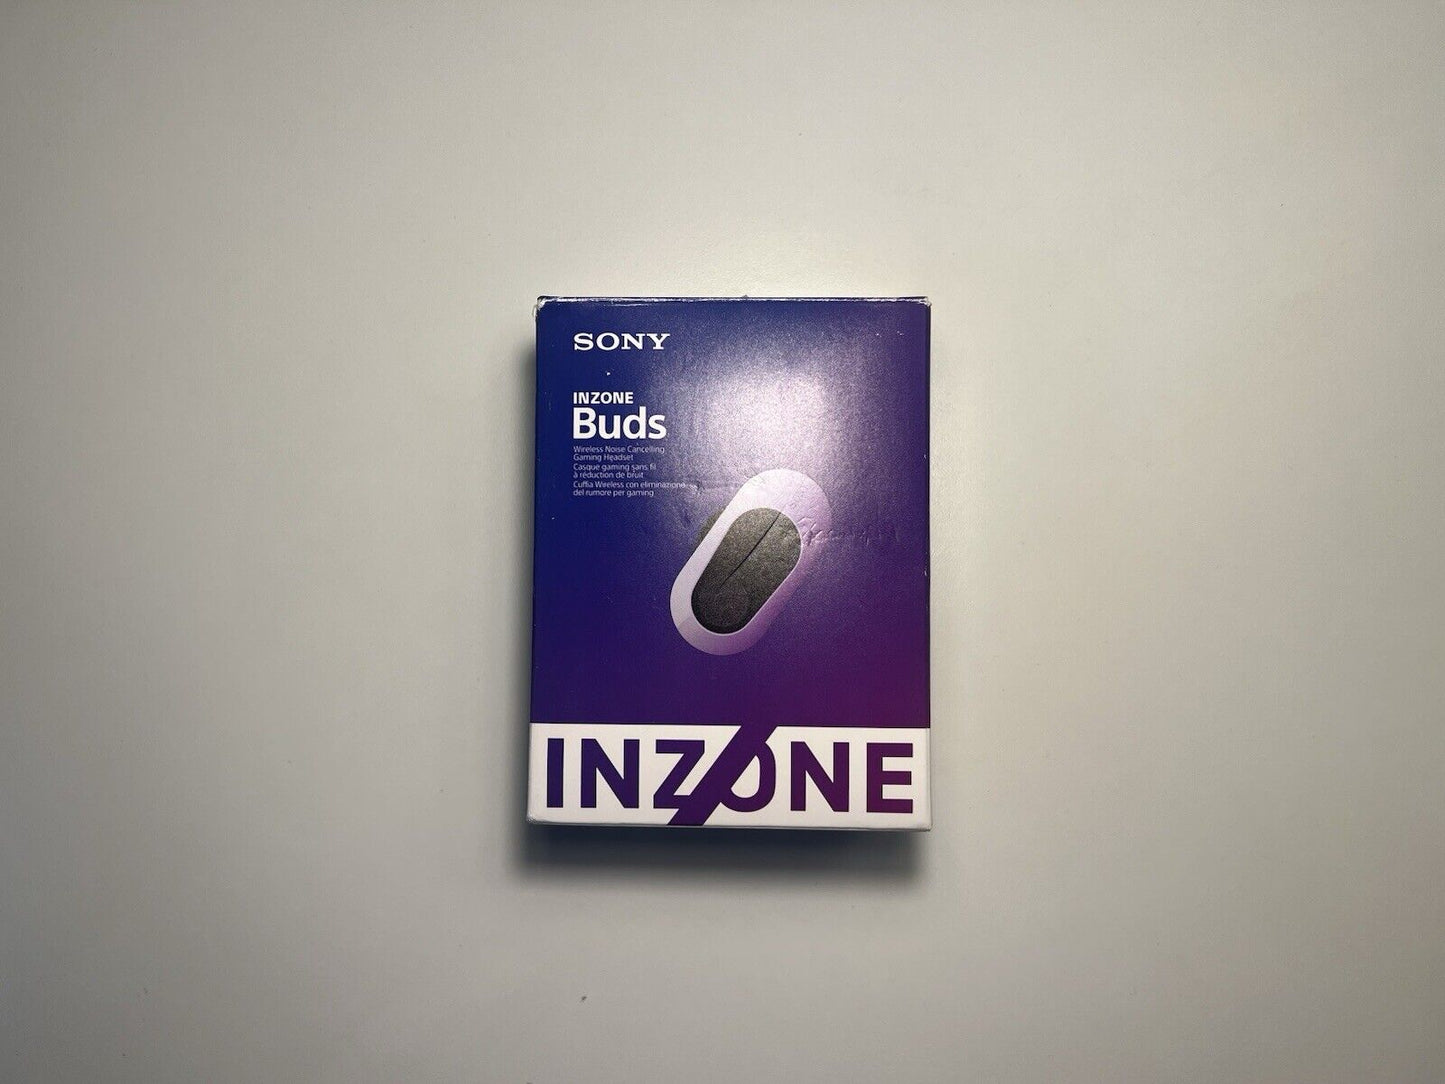 SONY
INZONE
Buds
Wireless Noise Cancelling
Gaming Headset
Casque gaming sans fil
à réduction de bruit
Cuffia Wireless con eliminazione
del rumore per gaming
INZONE